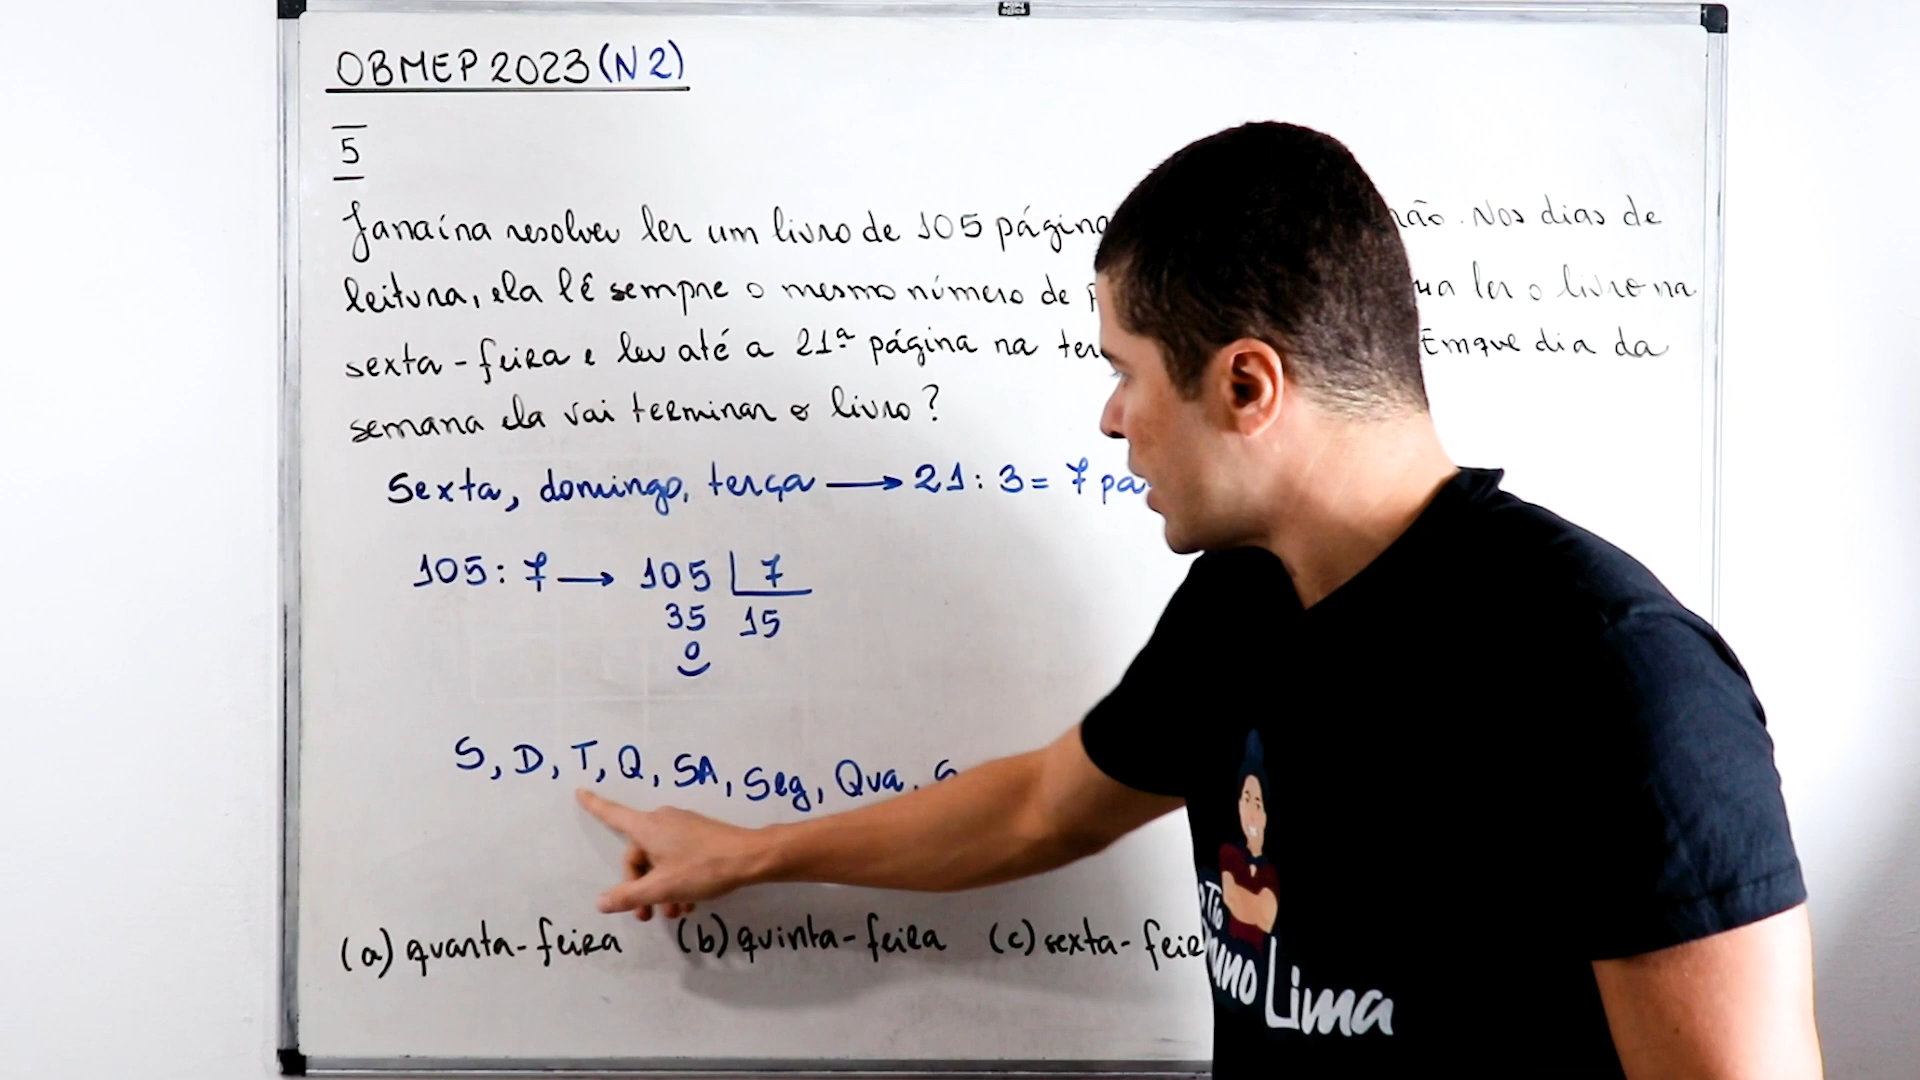 OBMEP 2023 (N2)
5
Janaína resolveu ler um livro de 105 página não. Nos dias de
leitura, ela lê sempre o mesmo número de ler o livro na
sexta-feira e leu até a 21ª página na Em que dia da
semana ela vai terminar o livro?
Sexta, domingo, terça → 21 : 3 = 7
105 : 7 → 105 7
35 15
0
S, D, T, Q, SA, Seg, Qua,
(a) quarta-feira (b) quinta-feira (c) sexta-feir
Tio
Lima